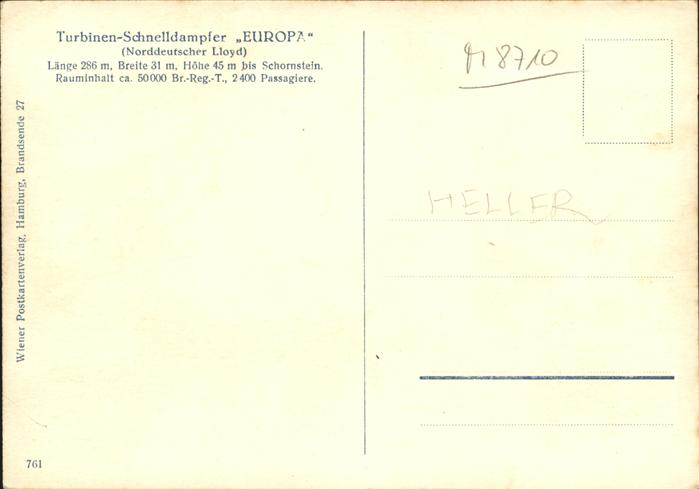 Turbinen-Schnelldampfer „EUROPA“
(Norddeutscher Lloyd)
Länge 286 m, Breite 31 m, Höhe 45 m bis Schornstein.
Rauminhalt ca. 50000 Br.-Reg.-T., 2400 Passagiere.
8710
HELLER
Wiener Postkartenverlag, Hamburg, Brandsende 27
761